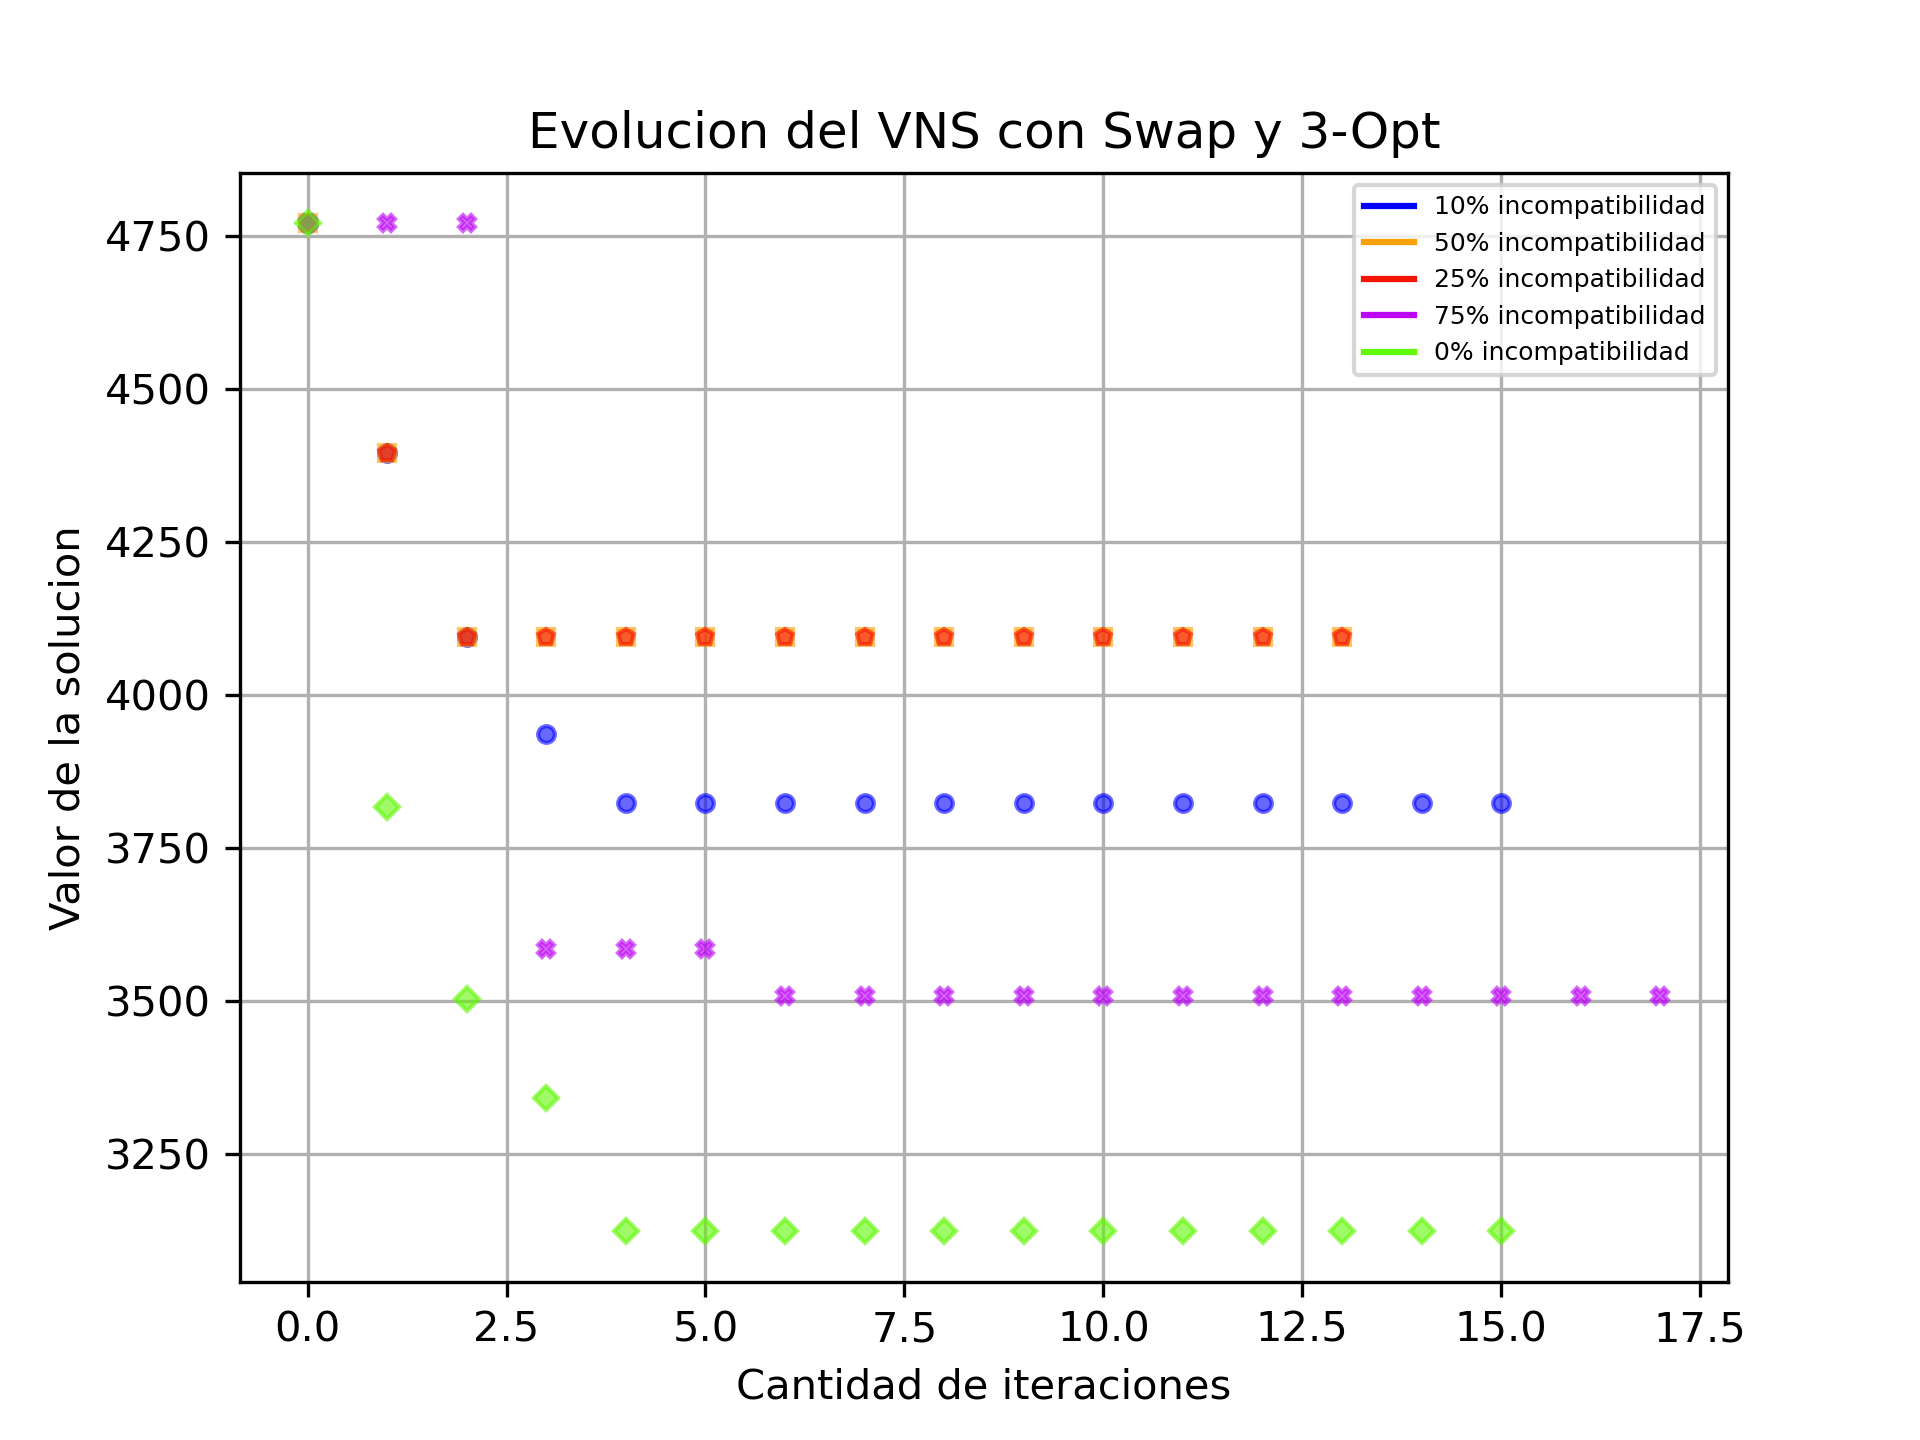 Evolucion del VNS con Swap y 3-Opt
10% incompatibilidad
50% incompatibilidad
25% incompatibilidad
75% incompatibilidad
0% incompatibilidad
Valor de la solucion
4750
4500
4250
4000
3750
3500
3250
0.0 2.5 5.0 7.5 10.0 12.5 15.0 17.5
Cantidad de iteraciones